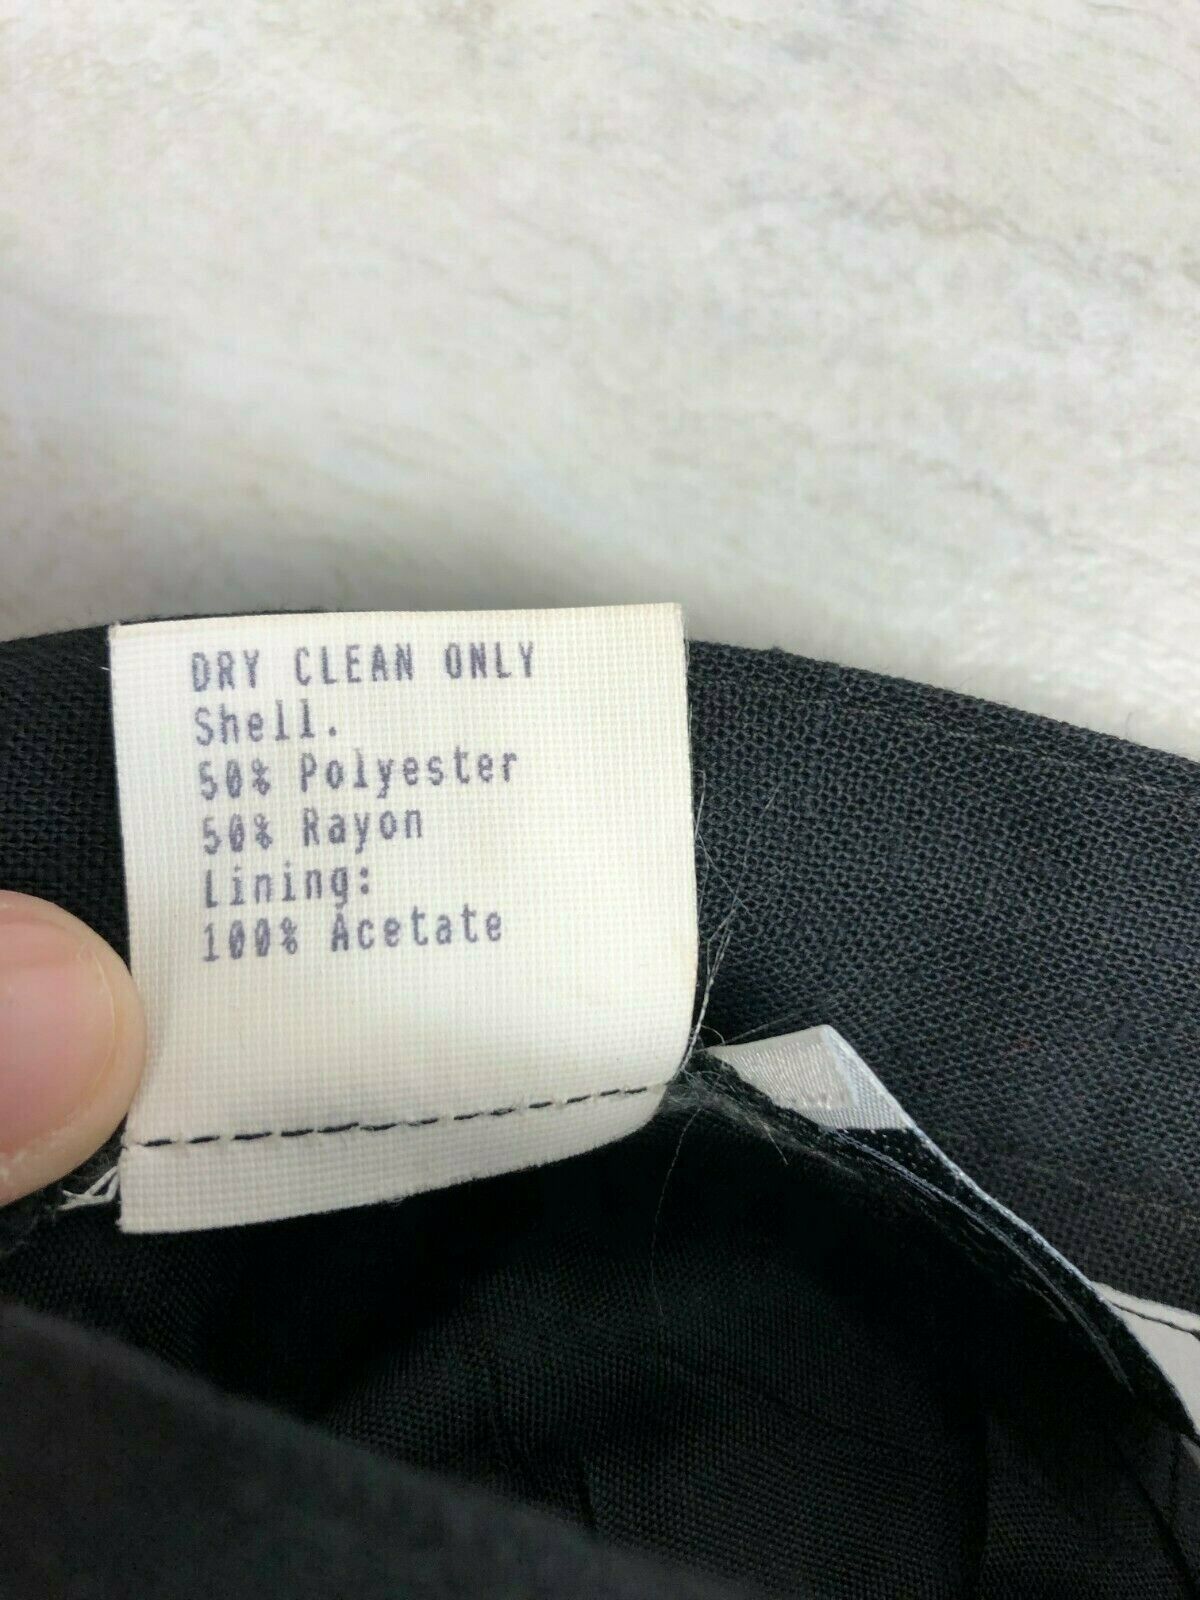 DRY CLEAN ONLY
Shell.
50% Polyester
50% Rayon
Lining:
100% Acetate